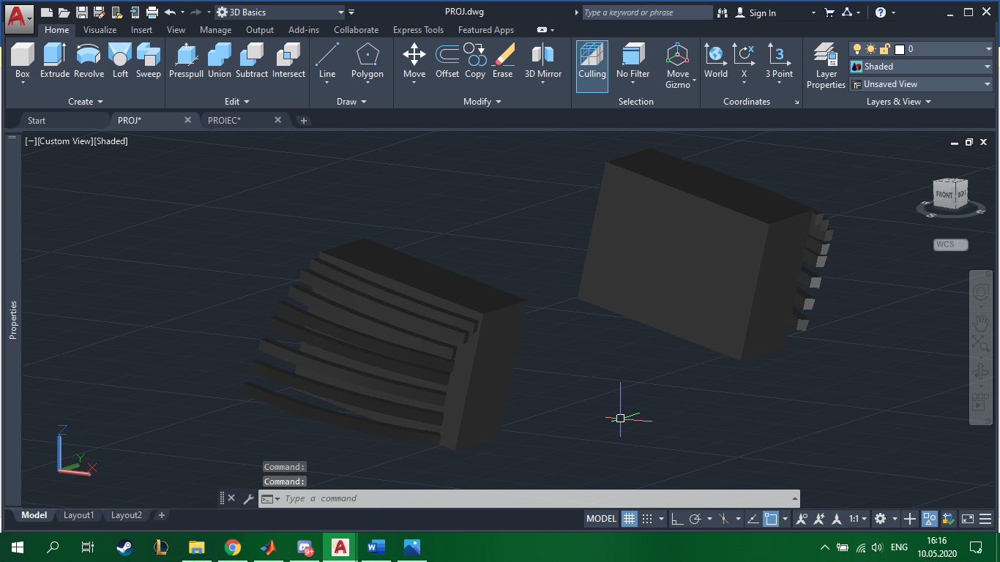 3D Basics
PROJ.dwg
Type a keyword or phrase
Sign In
Home Visualize Insert View Manage Output Add-ins Collaborate Express Tools Featured Apps
Box Extrude Revolve Loft Sweep Presspull Union Subtract Intersect Line Polygon Move Offset Copy Erase 3D Mirror Culling No Filter Move Gizmo World X 3 Point Layer Properties
0
Shaded
Unsaved View
Create Edit Draw Modify Selection Coordinates Layers & View
Start PROJ* PROIEC*
[−][Custom View][Shaded]
FRONT
S
WCS
Properties
Z
Y
X
Command:
Command:
Type a command
Model Layout1 Layout2
MODEL
1:1
9+
ENG
16:16
10.05.2020